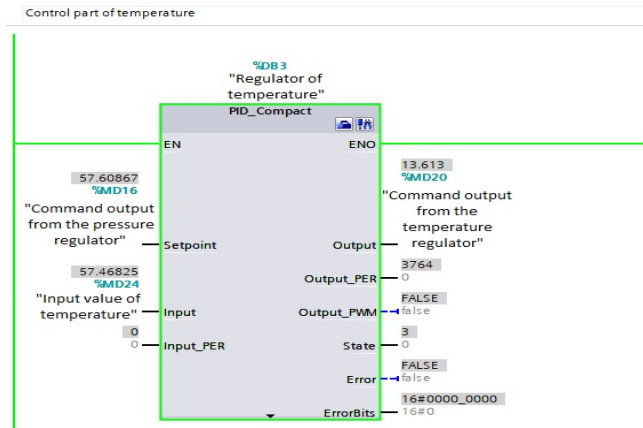 Control part of temperature
%DB3
"Regulator of
temperature"
PID_Compact
EN
ENO
57.60867
%MD16
"Command output
from the pressure
regulator"
Setpoint
57.46825
%MD24
"Input value of
temperature"
Input
0
0
Input_PER
13.613
%MD20
"Command output
from the
temperature
regulator"
Output
3764
Output_PER
0
FALSE
Output_PWM
false
3
State
0
FALSE
Error
false
16#0000_0000
ErrorBits
16#0